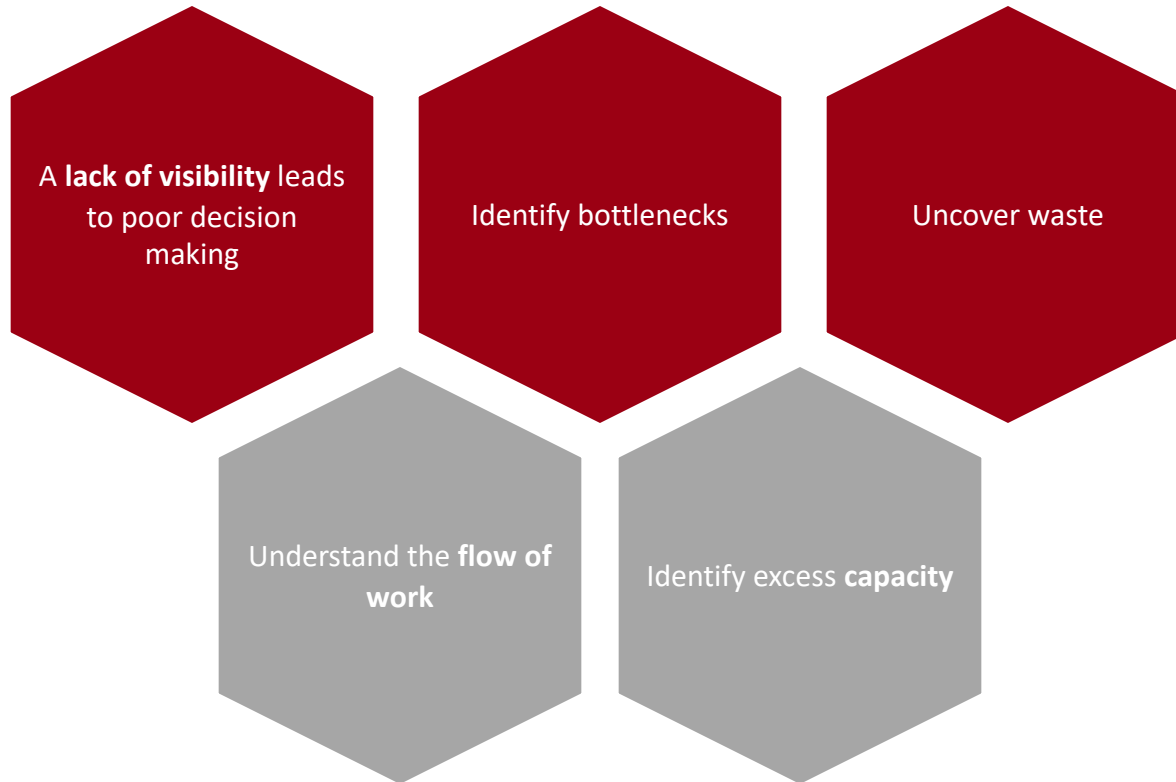 A lack of visibility leads
to poor decision
making
Identify bottlenecks
Uncover waste
Understand the flow of
work
Identify excess capacity